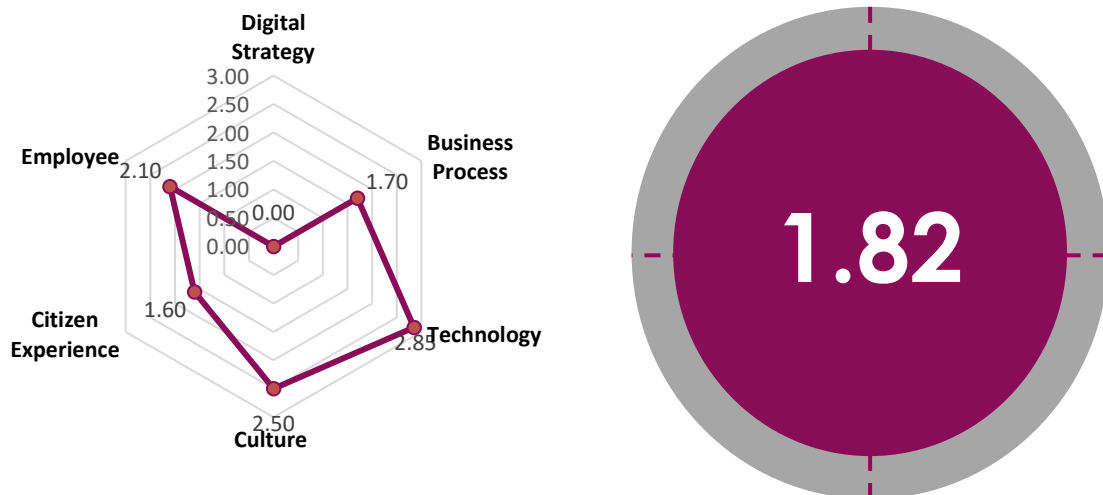 Digital
Strategy
3.00
2.50
2.00
1.50
1.00
0.50
0.00
0.00
Business
Process
1.70
Technology
2.85
2.50
Culture
Citizen
Experience
1.60
Employee
2.10
1.82